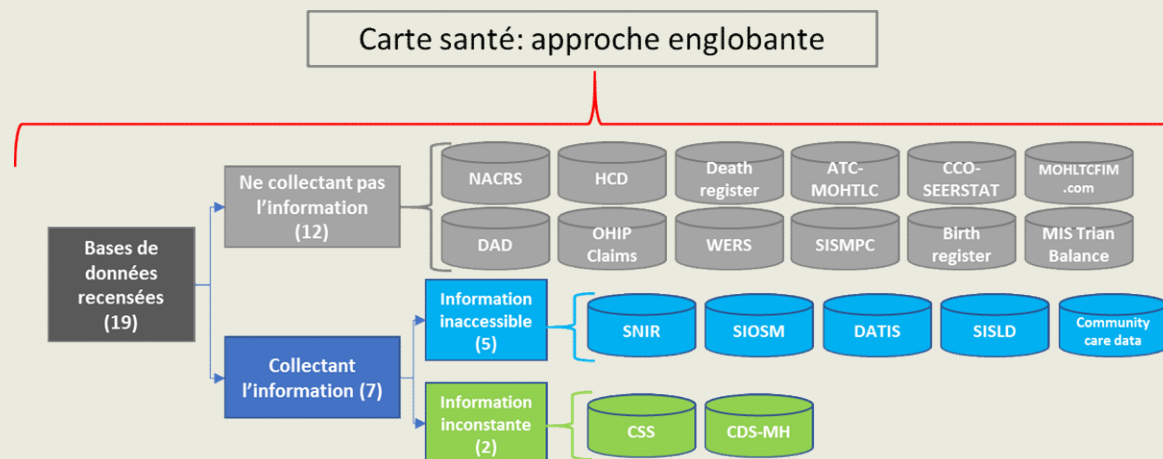 Carte santé: approche englobante
Ne collectant pas
l'information
(12)
NACRS
HCD
Death
register
ATC-
MOHTLC
CCO-
SEERSTAT
MOHLTCFIM
.com
DAD
OHIP
Claims
WERS
SISMPC
Birth
register
MIS Trian
Balance
Bases de
données
recensées
(19)
Information
inaccessible
(5)
SNIR
SIOSM
DATIS
SISLD
Community
care data
Collectant
l'information (7)
Information
inconstante
(2)
CSS
CDS-MH